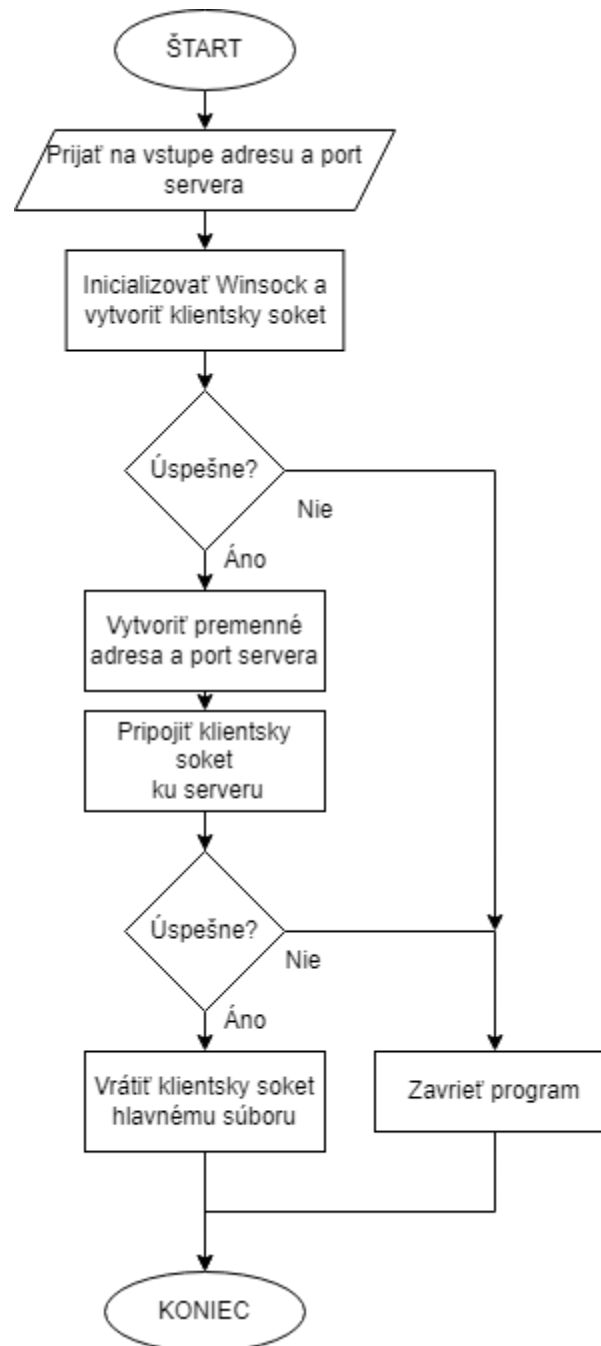 ŠTART
Prijať na vstupe adresu a port
servera
Inicializovať Winsock a
vytvoriť klientsky soket
Úspešne?
Nie
Áno
Vytvoriť premenné
adresa a port servera
Pripojiť klientsky
soket
ku serveru
Úspešne?
Nie
Áno
Vrátiť klientsky soket
hlavnému súboru
Zavrieť program
KONIEC